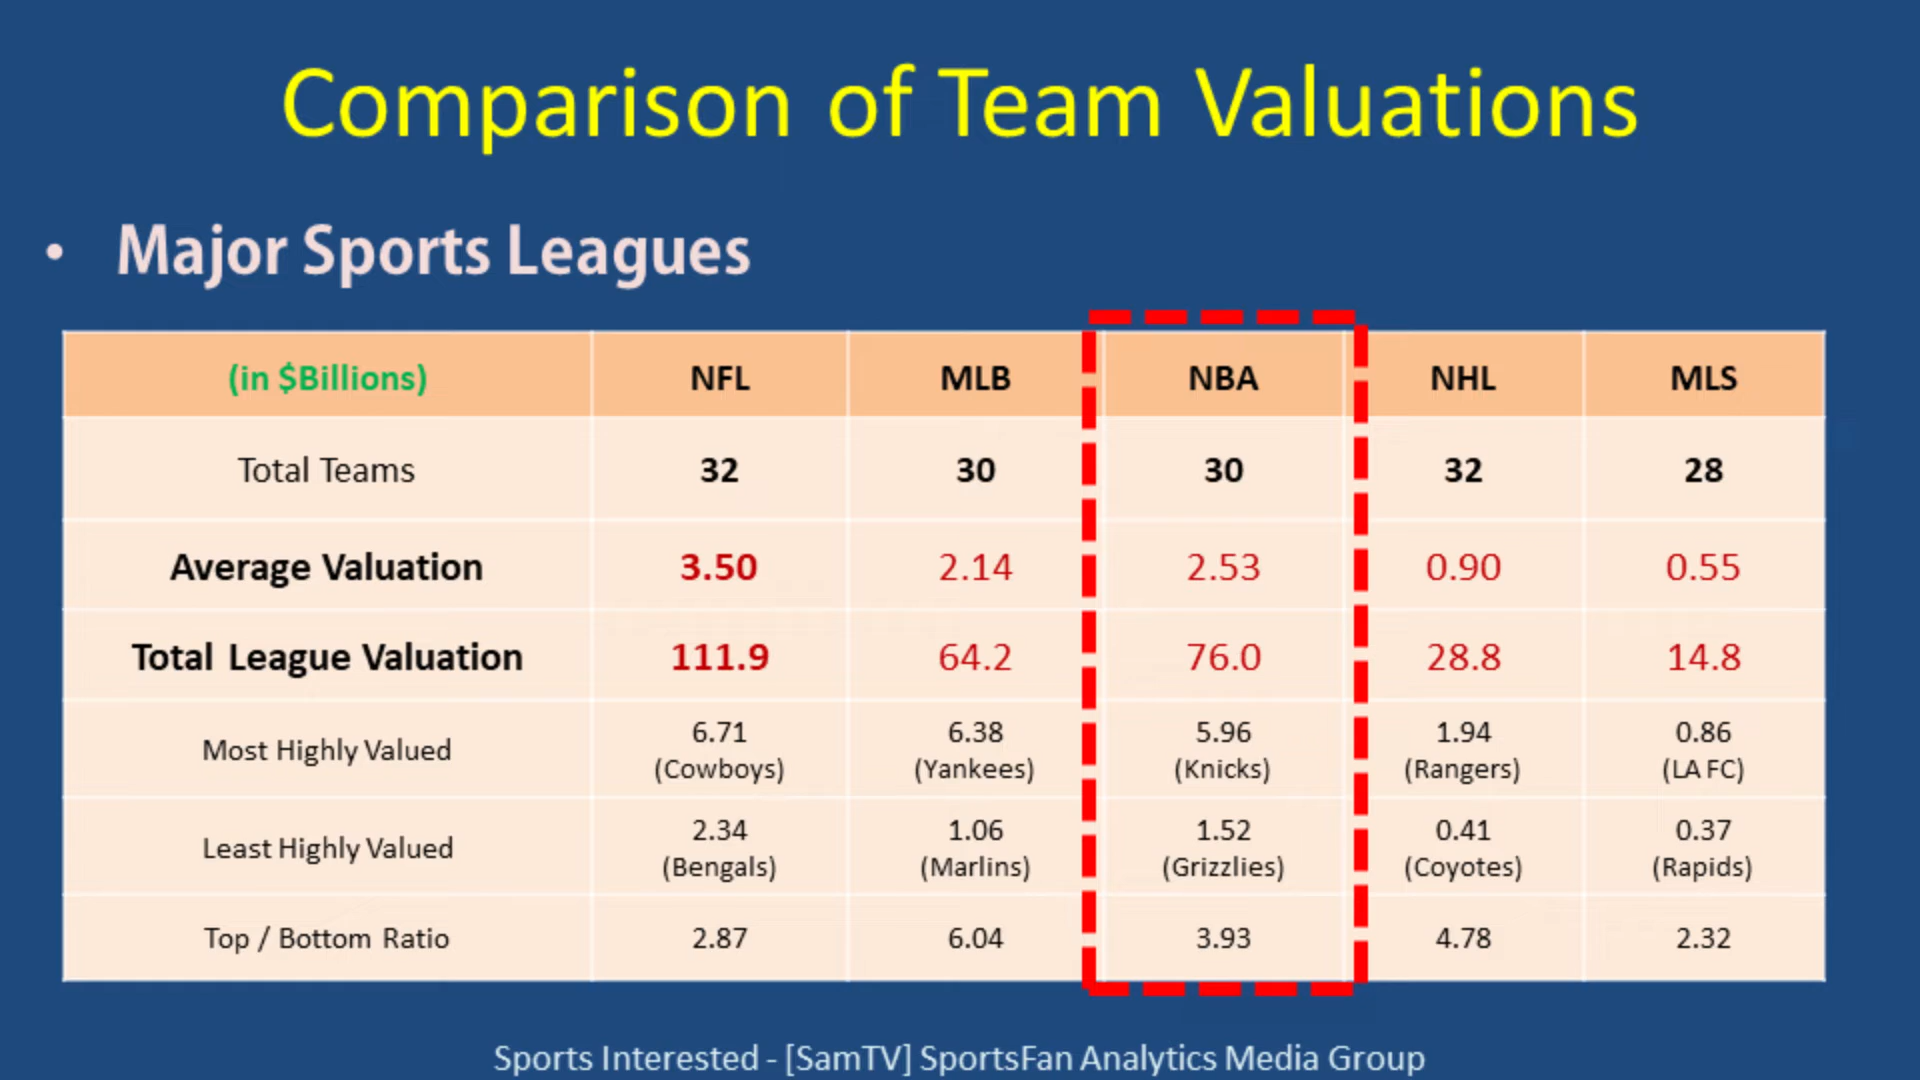 Comparison of Team Valuations
• Major Sports Leagues
(in $Billions) NFL MLB NBA NHL MLS
Total Teams 32 30 30 32 28
Average Valuation 3.50 2.14 2.53 0.90 0.55
Total League Valuation 111.9 64.2 76.0 28.8 14.8
Most Highly Valued 6.71 (Cowboys) 6.38 (Yankees) 5.96 (Knicks) 1.94 (Rangers) 0.86 (LA FC)
Least Highly Valued 2.34 (Bengals) 1.06 (Marlins) 1.52 (Grizzlies) 0.41 (Coyotes) 0.37 (Rapids)
Top / Bottom Ratio 2.87 6.04 3.93 4.78 2.32
Sports Interested - [SamTV] SportsFan Analytics Media Group